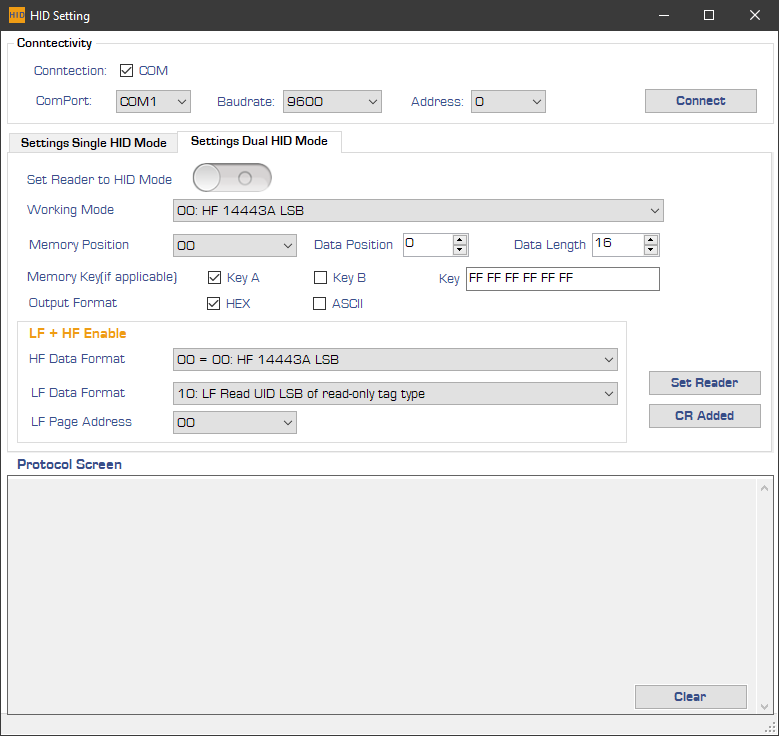 HID HID Setting
Conntectivity
Conntection: COM
ComPort: COM1 Baudrate: 9600 Address: 0 Connect
Settings Single HID Mode Settings Dual HID Mode
Set Reader to HID Mode
Working Mode 00: HF 14443A LSB
Memory Position 00 Data Position 0 Data Length 16
Memory Key(if applicable) Key A Key B Key FF FF FF FF FF FF
Output Format HEX ASCII
LF + HF Enable
HF Data Format 00 = 00: HF 14443A LSB
LF Data Format 10: LF Read UID LSB of read-only tag type
LF Page Address 00
Set Reader
CR Added
Protocol Screen
Clear